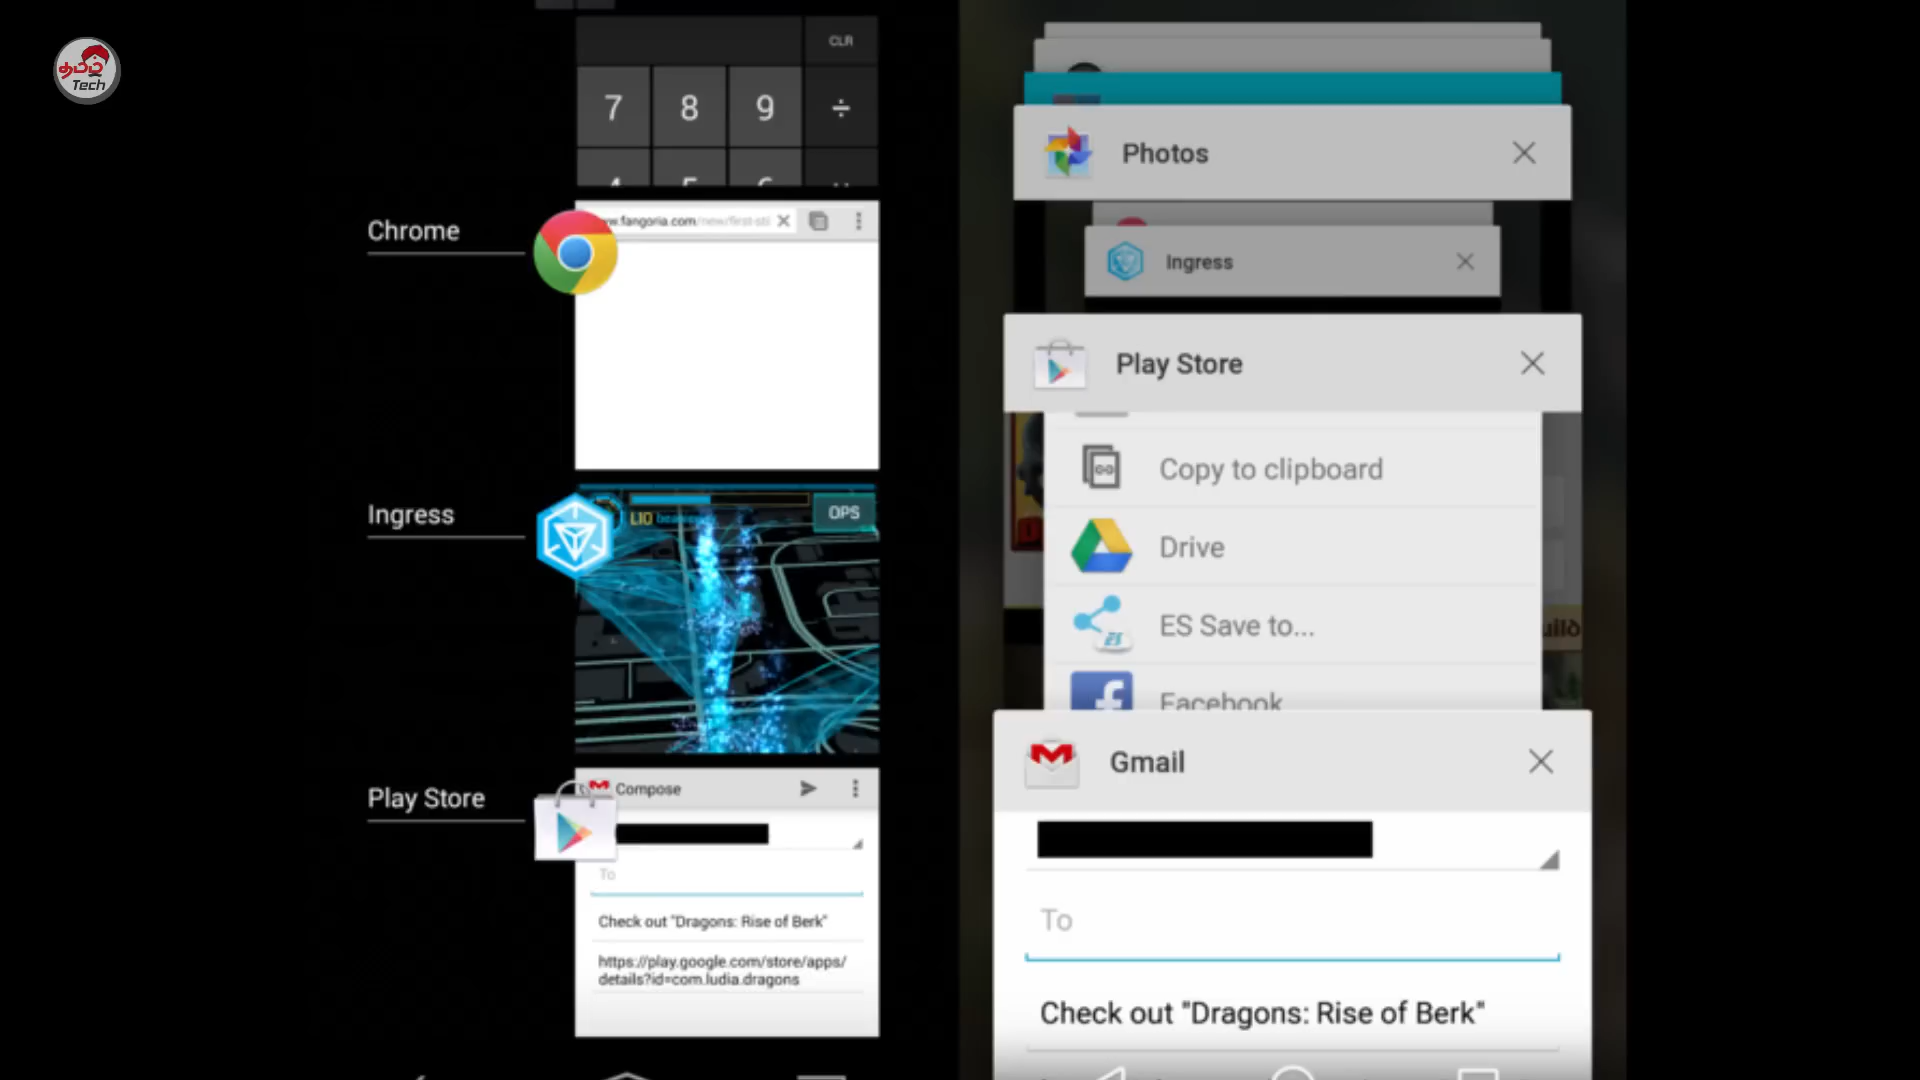 தமிழ்
Tech
CLR
7 8 9 ÷
Chrome
Ingress
OPS
L10
Play Store
Compose
To
Check out "Dragons: Rise of Berk"
https://play.google.com/store/apps/
details?id=com.ludia.dragons
Photos
Ingress
Play Store
Copy to clipboard
Drive
ES Save to...
Facebook
Gmail
To
Check out "Dragons: Rise of Berk"